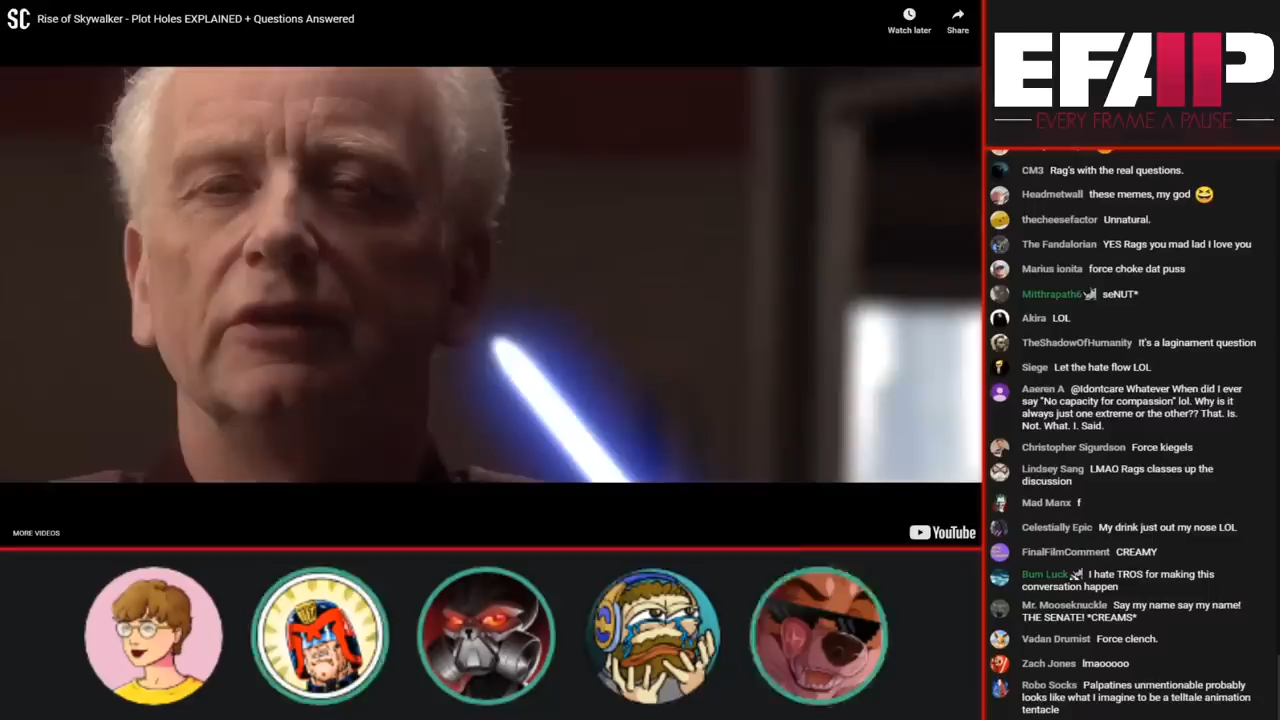 SC Rise of Skywalker - Plot Holes EXPLAINED + Questions Answered
Watch later
Share
MORE VIDEOS
YouTube
EFAP
EVERY FRAME A PAUSE
CM3 Rag's with the real questions.
Headmetwall these memes, my god
thecheesefactor Unnatural.
The Fandalorian YES Rags you mad lad I love you
Marius ionita force choke dat puss
Mitthrapath6 seNUT*
Akira LOL
TheShadowOfHumanity It's a laginament question
Siege Let the hate flow LOL
Aaeren A @Idontcare Whatever When did I ever
say "No capacity for compassion" lol. Why is it
always just one extreme or the other?? That. Is.
Not. What. I. Said.
Christopher Sigurdson Force kiegels
Lindsey Sang LMAO Rags classes up the
discussion
Mad Manx f
Celestially Epic My drink just out my nose LOL
FinalFilmComment CREAMY
Bum Luck I hate TROS for making this
conversation happen
Mr. Mooseknuckle Say my name say my name!
THE SENATE! *CREAMS*
Vadan Drumist Force clench.
Zach Jones lmaooooo
Robo Socks Palpatines unmentionable probably
looks like what I imagine to be a telltale animation
tentacle